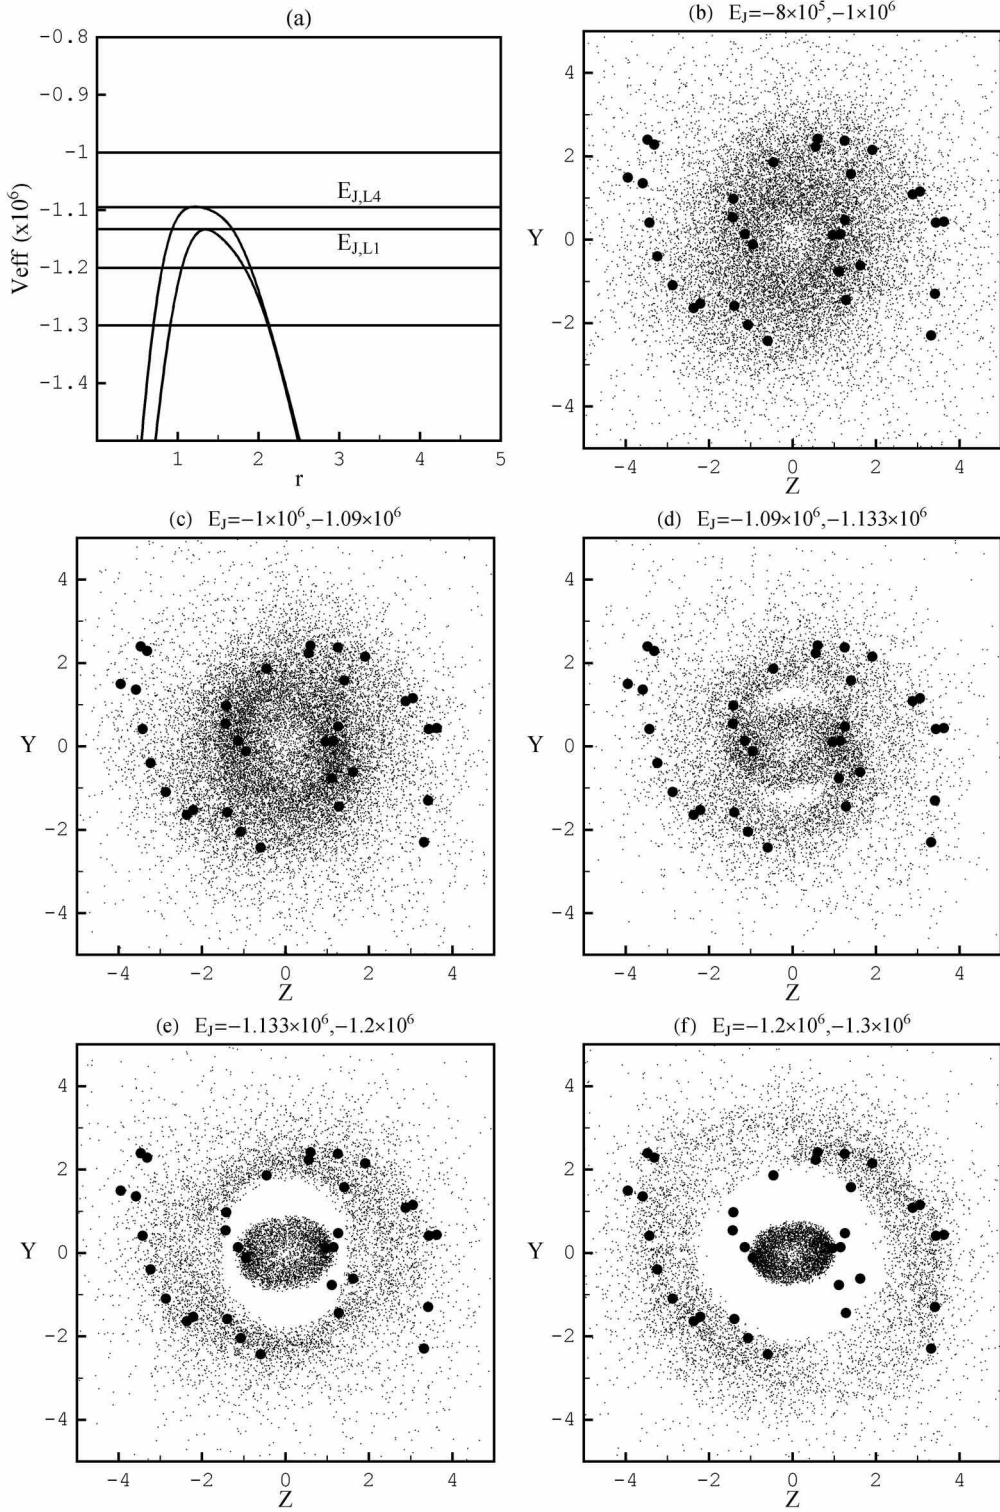 (a)
-0.8
-0.9
-1
-1.1
-1.2
-1.3
-1.4
Veff (x10⁶)
E_J,L4
E_J,L1
1 2 3 4 5
r
(b) E_J=−8×10⁵,−1×10⁶
4
2
0
-2
-4
Y
-4 -2 0 2 4
Z
(c) E_J=−1×10⁶,−1.09×10⁶
4
2
0
-2
-4
Y
-4 -2 0 2 4
Z
(d) E_J=−1.09×10⁶,−1.133×10⁶
4
2
0
-2
-4
Y
-4 -2 0 2 4
Z
(e) E_J=−1.133×10⁶,−1.2×10⁶
4
2
0
-2
-4
Y
-4 -2 0 2 4
Z
(f) E_J=−1.2×10⁶,−1.3×10⁶
4
2
0
-2
-4
Y
-4 -2 0 2 4
Z